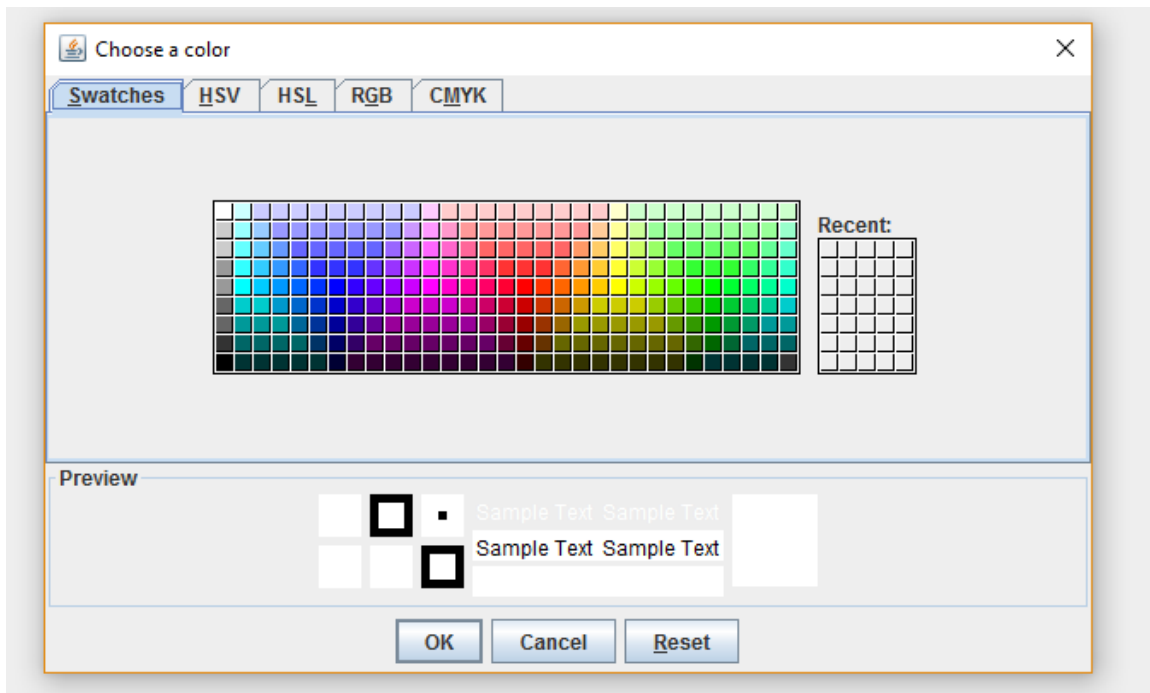 Choose a color
Swatches HSV HSL RGB CMYK
Recent:
Preview
Sample Text Sample Text
Sample Text Sample Text
OK Cancel Reset